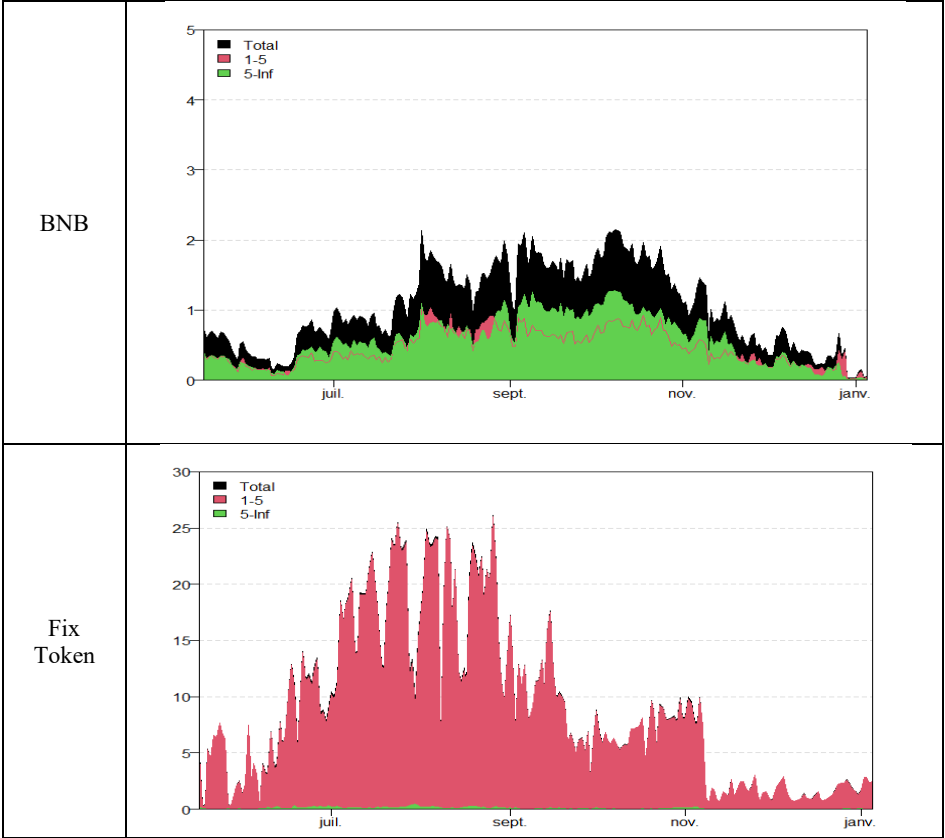 BNB
5
4
3
2
1
0
Total
1-5
5-Inf
juil.
sept.
nov.
janv.
Fix
Token
30
25
20
15
10
5
0
Total
1-5
5-Inf
juil.
sept.
nov.
janv.